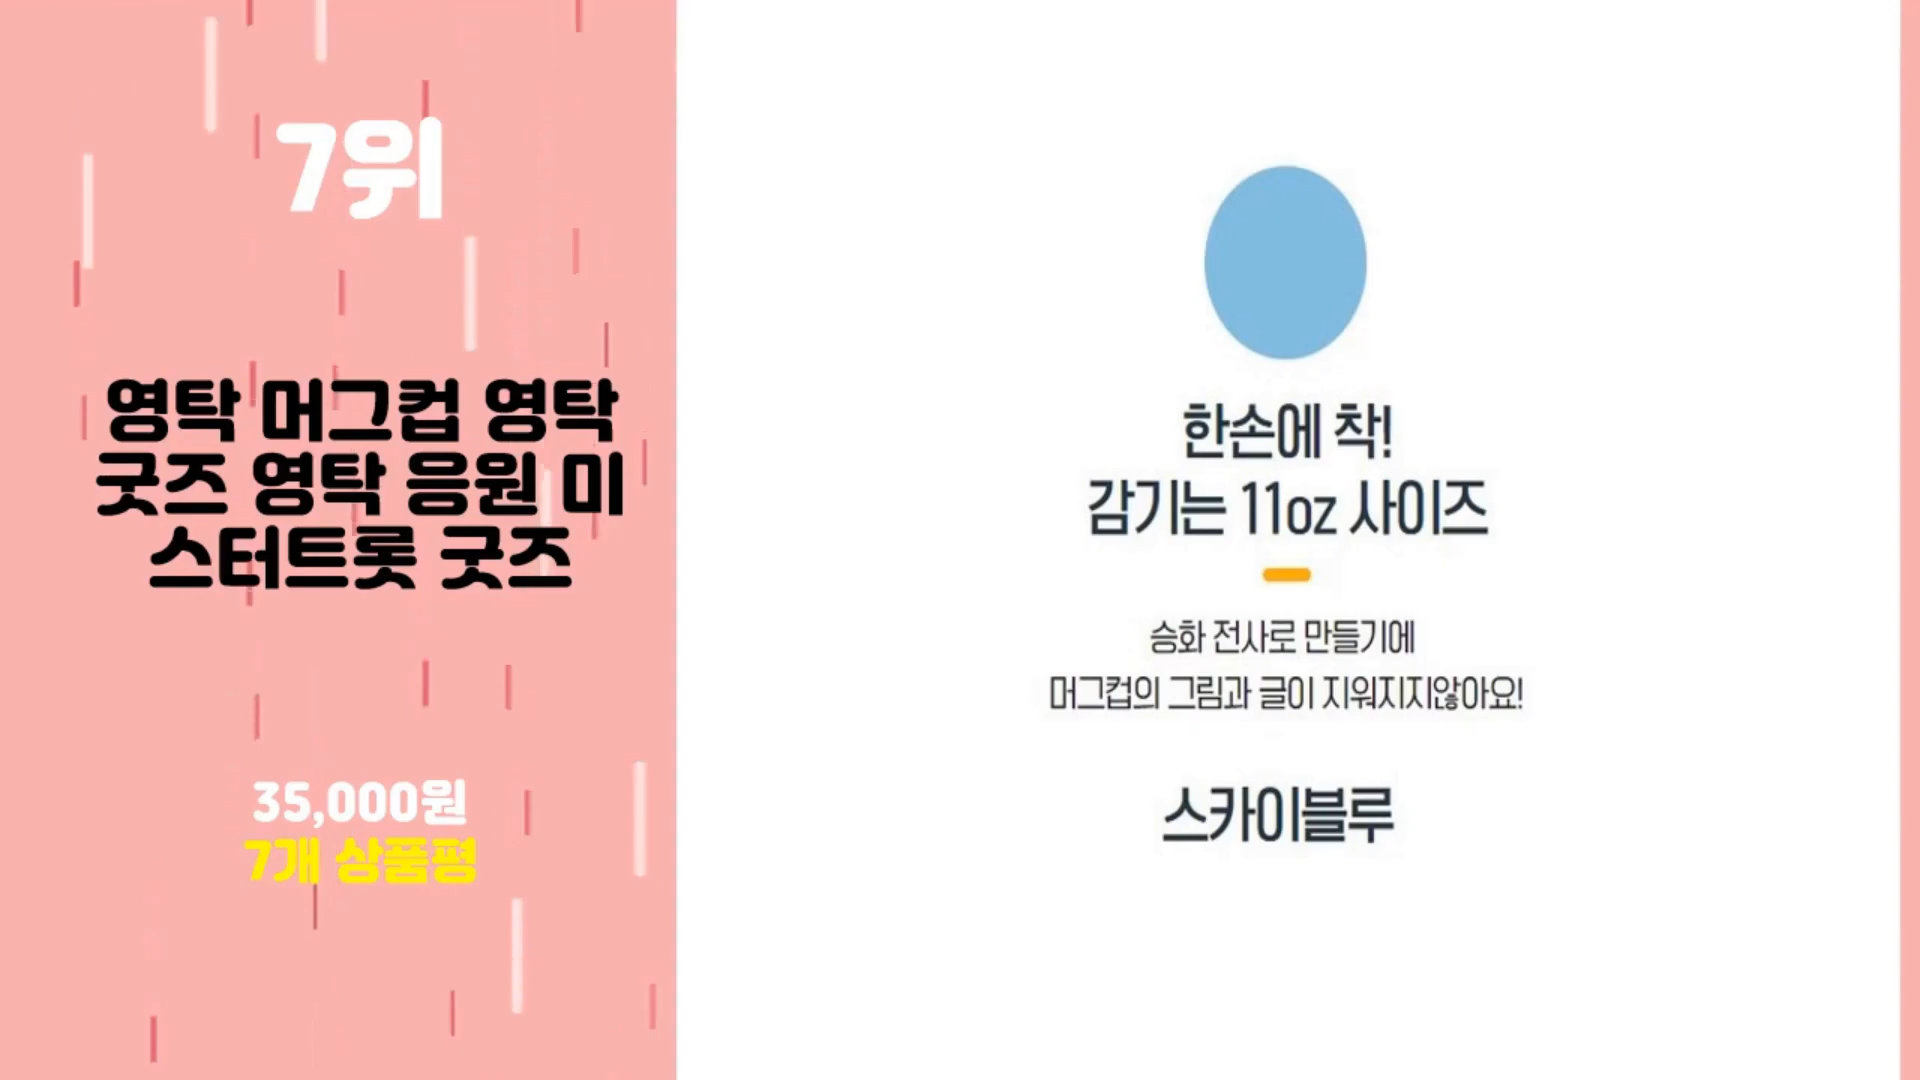 7위
영탁 머그컵 영탁
굿즈 영탁 응원 미
스터트롯 굿즈
35,000원
7개 상품평
한손에 착!
감기는 11oz 사이즈
승화 전사로 만들기에
머그컵의 그림과 글이 지워지지않아요!
스카이블루